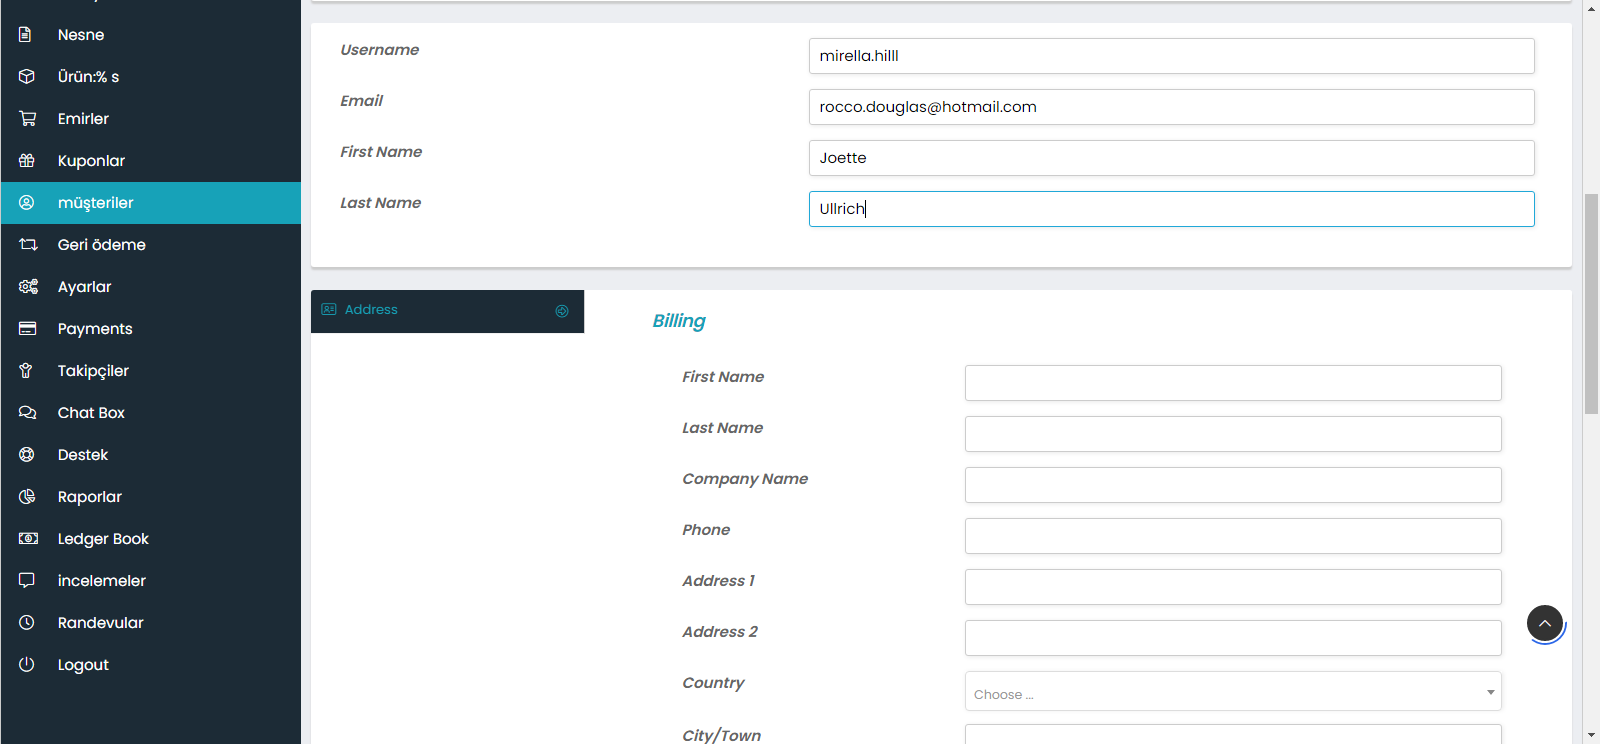 Nesne
Ürün:% s
Emirler
Kuponlar
müşteriler
Geri ödeme
Ayarlar
Payments
Takipçiler
Chat Box
Destek
Raporlar
Ledger Book
incelemeler
Randevular
Logout
Username
mirella.hilll
Email
rocco.douglas@hotmail.com
First Name
Joette
Last Name
Ullrich
Address
Billing
First Name
Last Name
Company Name
Phone
Address 1
Address 2
Country
Choose ...
City/Town